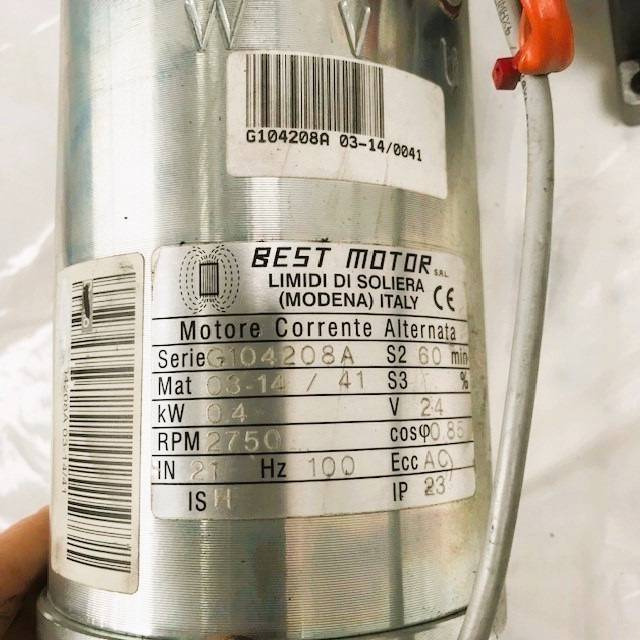 W V U
G104208A 03-14/0041
BEST MOTOR S.R.L.
LIMIDI DI SOLIERA
(MODENA) ITALY CE
Motore Corrente Alternata
Serie G104208A S2 60 min
Mat 03-14 / 41 S3 %
kW 0.4 V 24
RPM 2750 cosφ 0.85
IN 21 Hz 100 Ecc AC
IS H IP 23